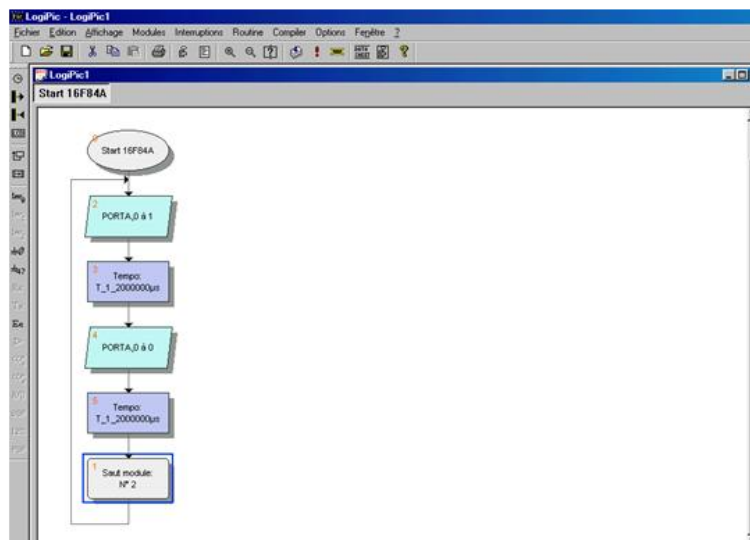 LogiPic - LogiPic1
Fichier Edition Affichage Modules Interruptions Routine Compiler Options Fenêtre ?
LogiPic1
Start 16F84A
0
Start 16F84A
2
PORTA,0 à 1
3
Tempo:
T_1_2000000µs
4
PORTA,0 à 0
5
Tempo:
T_1_2000000µs
1
Saut module:
N° 2